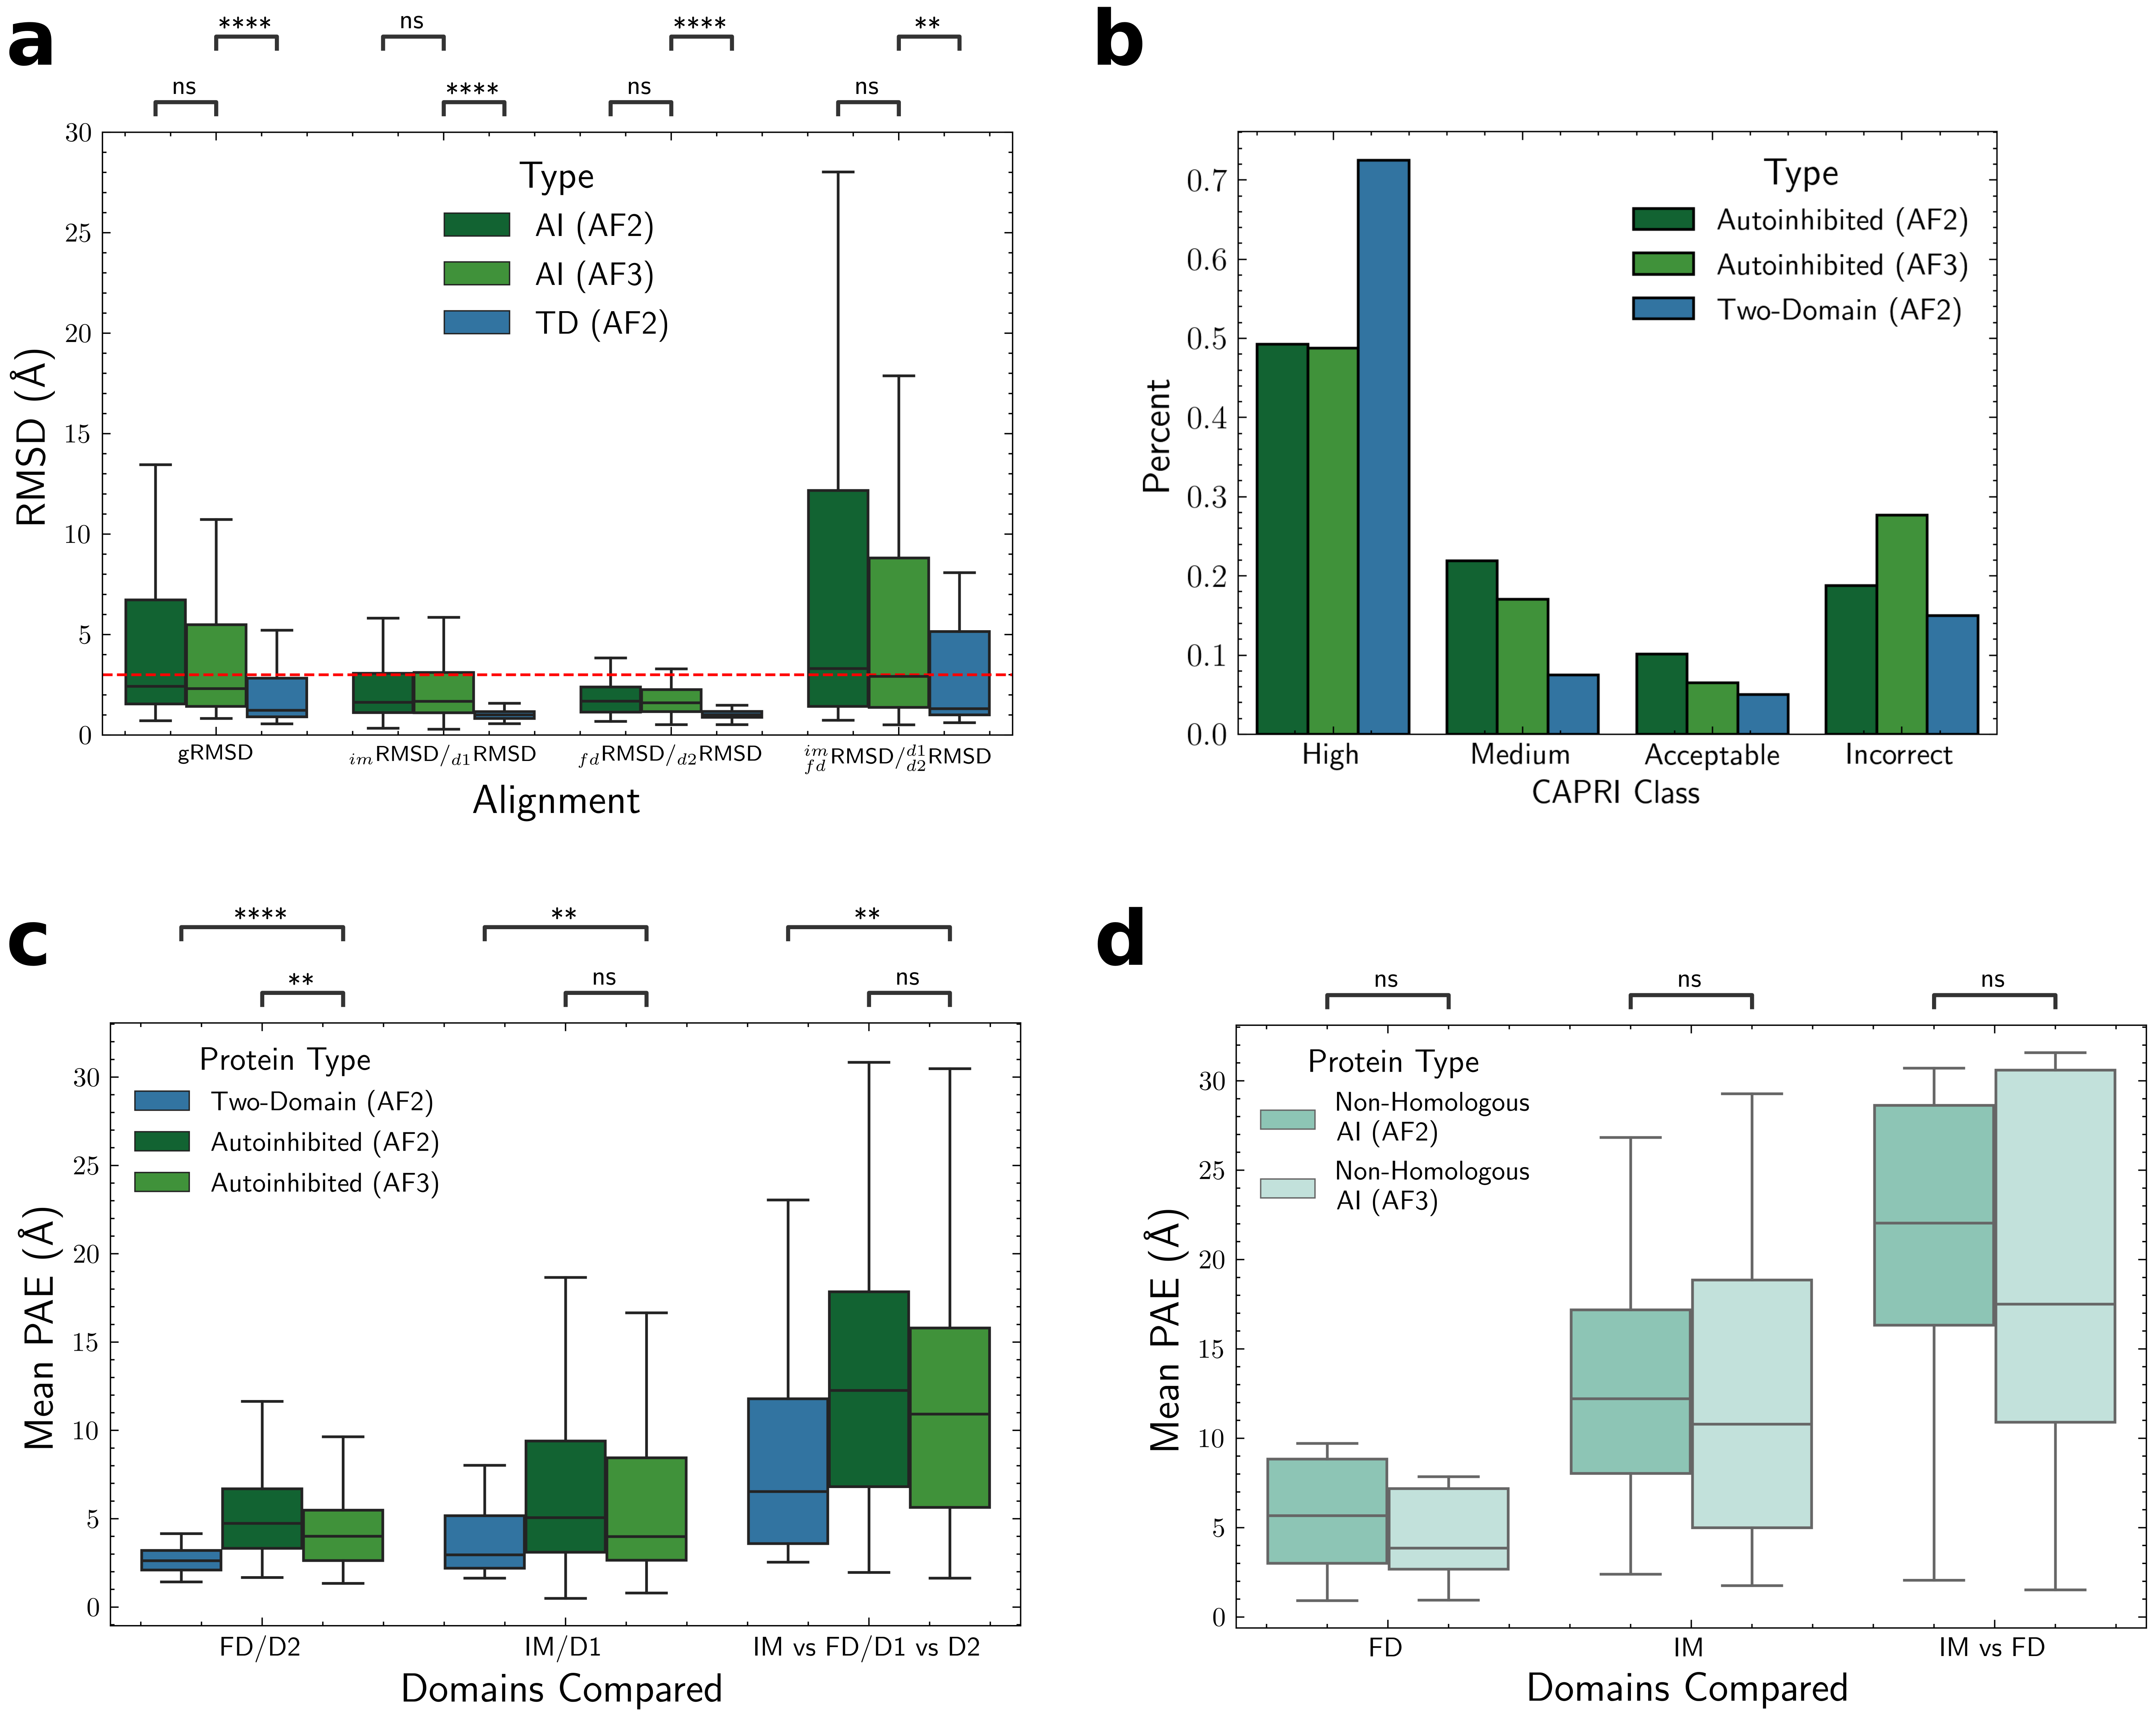 a
**** ns **** **
ns **** ns ns
30
25
20
15
10
5
0
RMSD (Å)
Type
AI (AF2)
AI (AF3)
TD (AF2)
gRMSD imRMSD/d1RMSD fdRMSD/d2RMSD im fd RMSD/d1 d2 RMSD
Alignment
b
0.7
0.6
0.5
0.4
0.3
0.2
0.1
0.0
Percent
Type
Autoinhibited (AF2)
Autoinhibited (AF3)
Two-Domain (AF2)
High Medium Acceptable Incorrect
CAPRI Class
c
**** ** **
** ns ns
30
25
20
15
10
5
0
Mean PAE (Å)
Protein Type
Two-Domain (AF2)
Autoinhibited (AF2)
Autoinhibited (AF3)
FD/D2 IM/D1 IM vs FD/D1 vs D2
Domains Compared
d
ns ns ns
30
25
20
15
10
5
0
Mean PAE (Å)
Protein Type
Non-Homologous
AI (AF2)
Non-Homologous
AI (AF3)
FD IM IM vs FD
Domains Compared